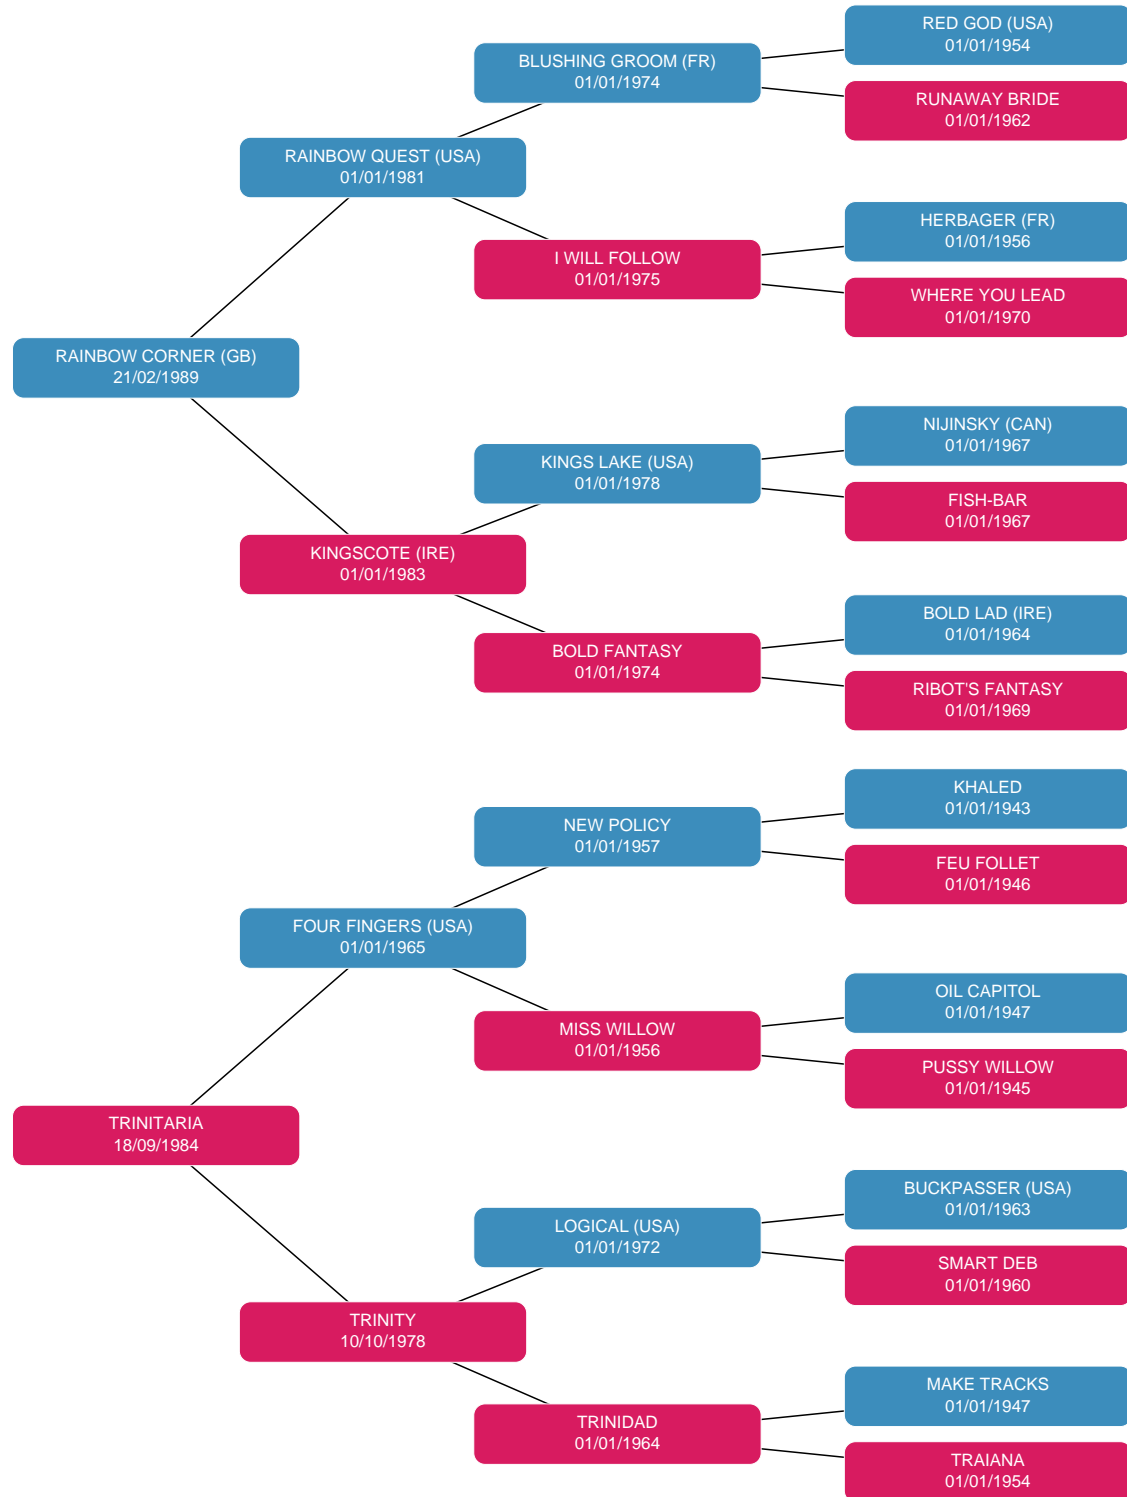 RED GOD (USA)
01/01/1954
BLUSHING GROOM (FR)
01/01/1974
RUNAWAY BRIDE
01/01/1962
RAINBOW QUEST (USA)
01/01/1981
HERBAGER (FR)
01/01/1956
I WILL FOLLOW
01/01/1975
WHERE YOU LEAD
01/01/1970
RAINBOW CORNER (GB)
21/02/1989
NIJINSKY (CAN)
01/01/1967
KINGS LAKE (USA)
01/01/1978
FISH-BAR
01/01/1967
KINGSCOTE (IRE)
01/01/1983
BOLD LAD (IRE)
01/01/1964
BOLD FANTASY
01/01/1974
RIBOT'S FANTASY
01/01/1969
KHALED
01/01/1943
NEW POLICY
01/01/1957
FEU FOLLET
01/01/1946
FOUR FINGERS (USA)
01/01/1965
OIL CAPITOL
01/01/1947
MISS WILLOW
01/01/1956
PUSSY WILLOW
01/01/1945
TRINITARIA
18/09/1984
BUCKPASSER (USA)
01/01/1963
LOGICAL (USA)
01/01/1972
SMART DEB
01/01/1960
TRINITY
10/10/1978
MAKE TRACKS
01/01/1947
TRINIDAD
01/01/1964
TRAIANA
01/01/1954